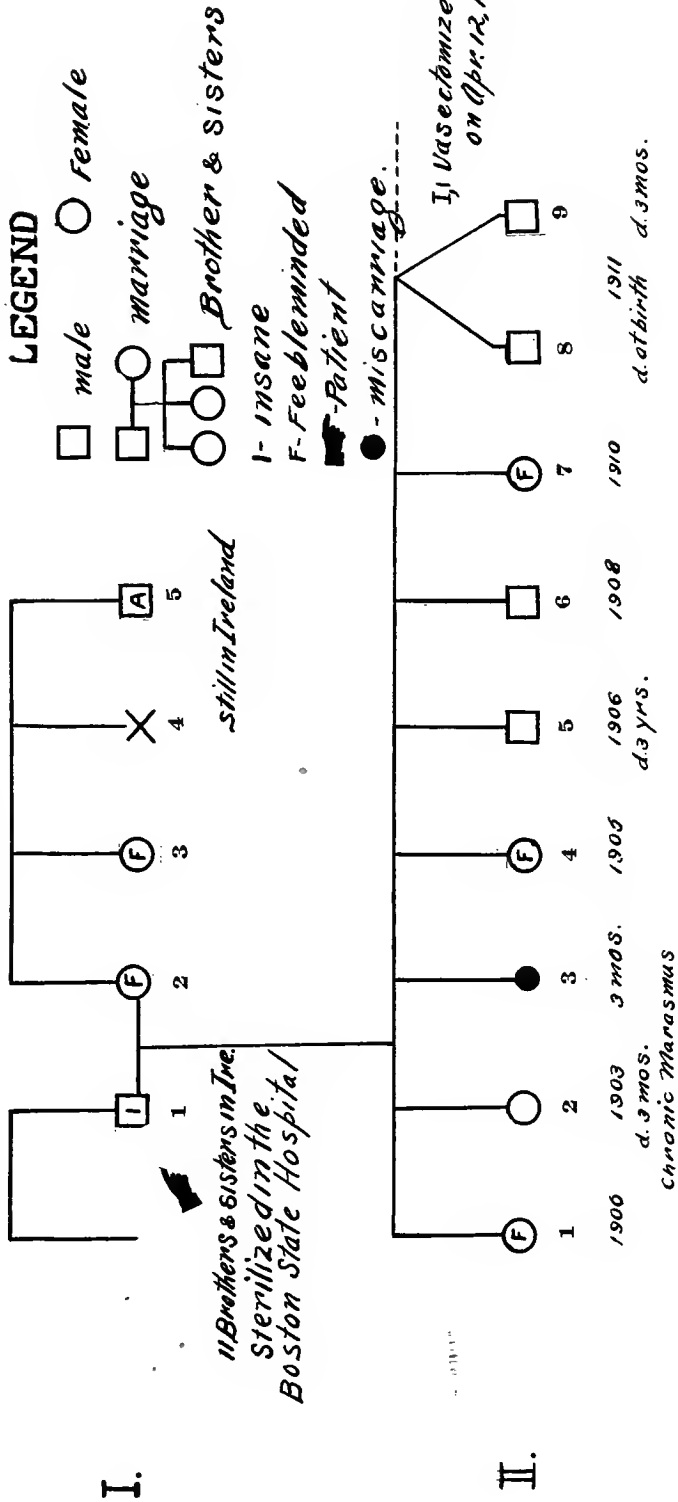 LEGEND
male
Female
marriage
Brother & Sisters
I - Insane
F - Feebleminded
- Patient
- miscarriage.
I.
I
F
F
A
1
2
3
4
5
still in Ireland
11 Brothers & Sisters in Ire.
Sterilized in the
Boston State Hospital
I,1 Vasectomize
on Apr. 12, 1
II.
F
F
F
1
2
3
4
5
6
7
8
9
1900
1903
3 mos.
1905
1906
1908
1910
1911
d. 3 mos.
d. 3 yrs.
d. at birth
d. 3 mos.
Chronic Marasmus